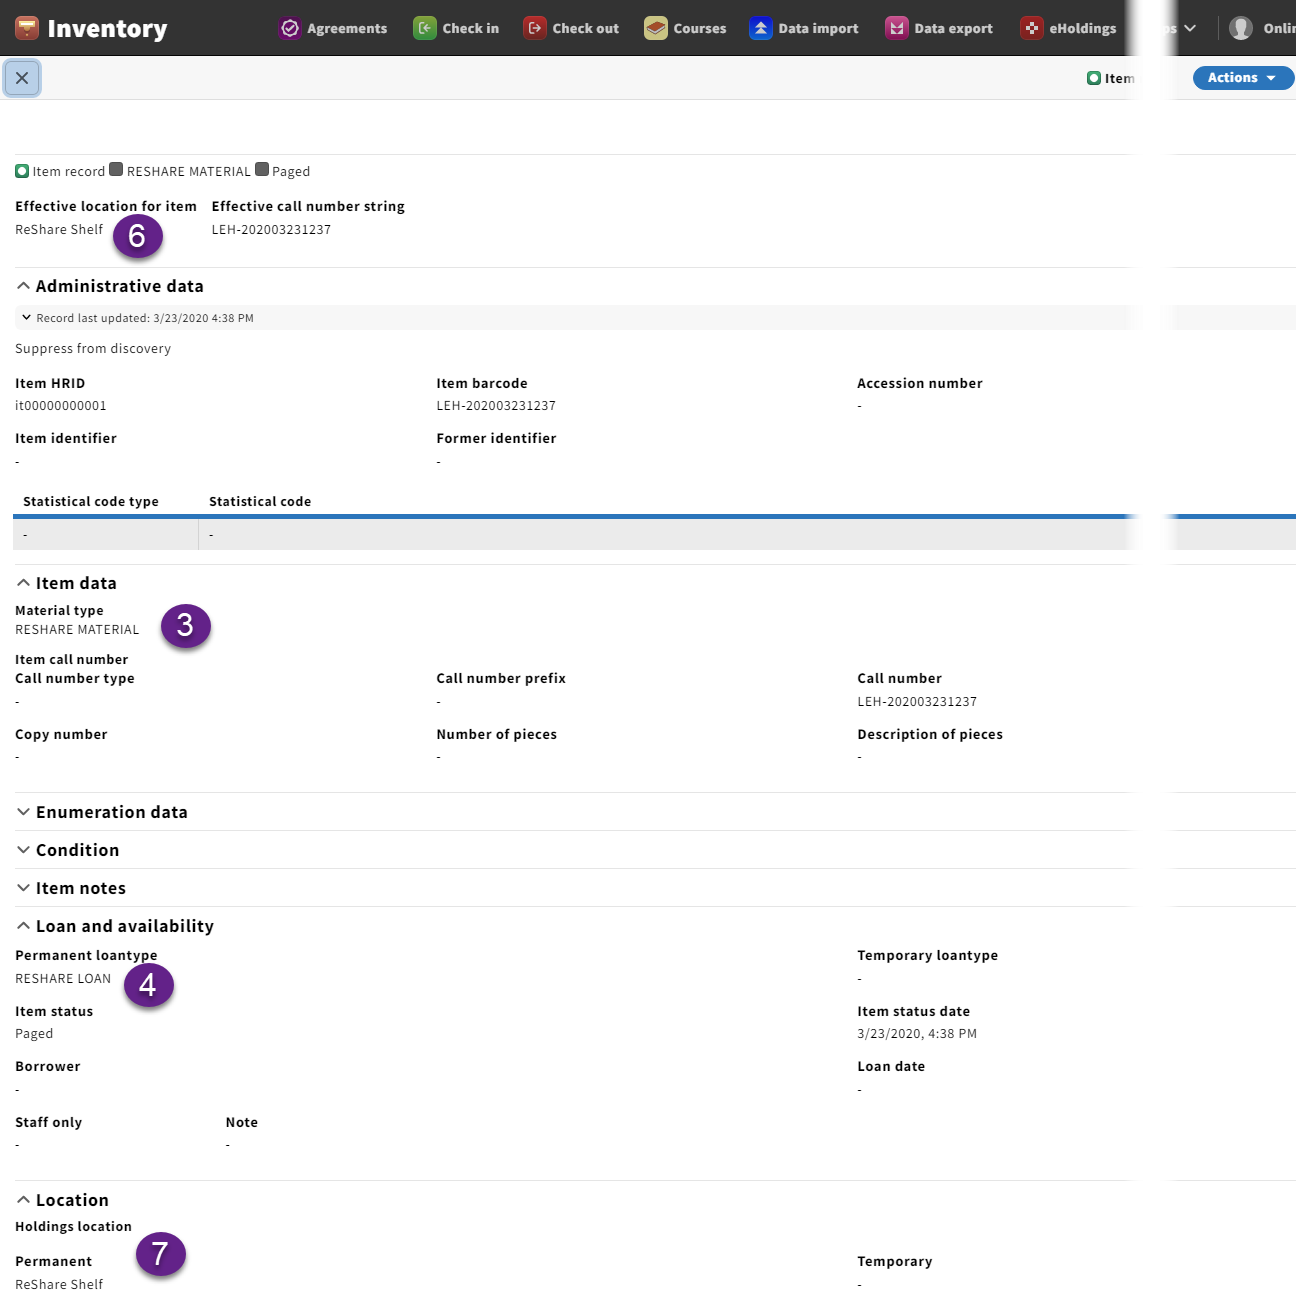 Inventory Agreements Check in Check out Courses Data import Data export eHoldings
Item Actions
Item record RESHARE MATERIAL Paged
Effective location for item Effective call number string
ReShare Shelf 6 LEH-202003231237
Administrative data
Record last updated: 3/23/2020 4:38 PM
Suppress from discovery
Item HRID Item barcode Accession number
it00000000001 LEH-202003231237 -
Item identifier Former identifier
- -
Statistical code type Statistical code
- -
Item data
Material type
RESHARE MATERIAL 3
Item call number
Call number type Call number prefix Call number
- - LEH-202003231237
Copy number Number of pieces Description of pieces
- - -
Enumeration data
Condition
Item notes
Loan and availability
Permanent loantype Temporary loantype
RESHARE LOAN 4 -
Item status Item status date
Paged 3/23/2020, 4:38 PM
Borrower Loan date
- -
Staff only Note
- -
Location
Holdings location
7
Permanent Temporary
ReShare Shelf -